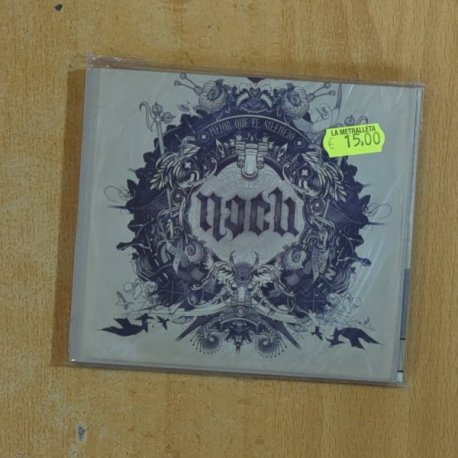 MEJOR QUE EL SILENCIO
nach
LA METRALLETA
€ 15.00